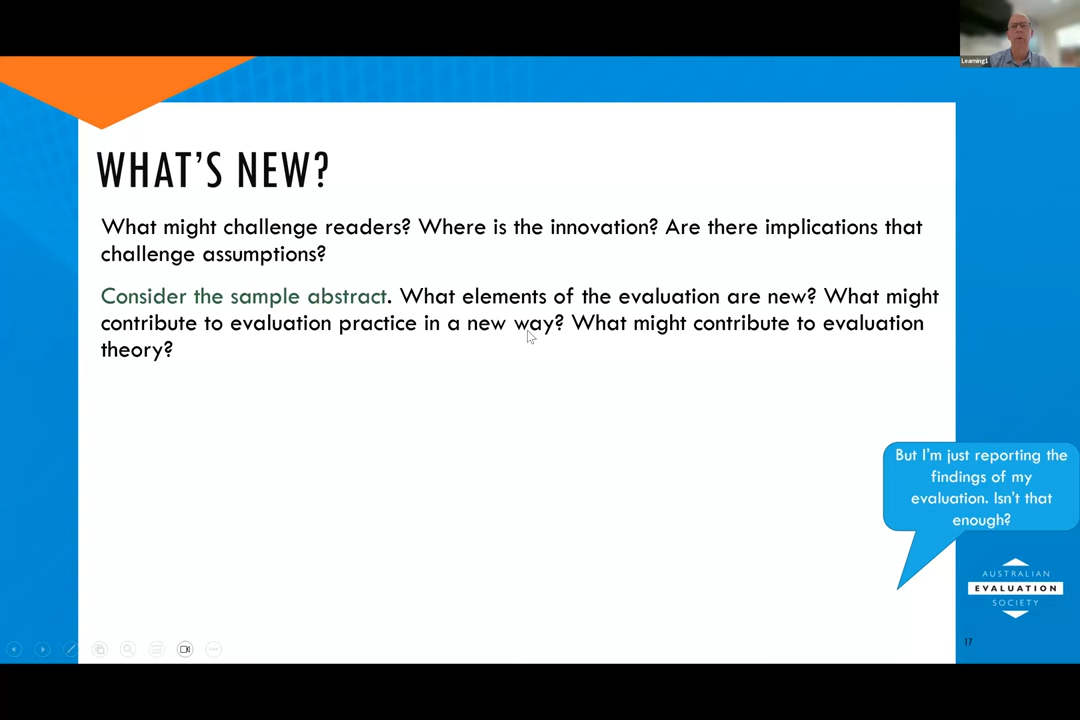 Learning1
WHAT'S NEW?
What might challenge readers? Where is the innovation? Are there implications that
challenge assumptions?
Consider the sample abstract. What elements of the evaluation are new? What might
contribute to evaluation practice in a new way? What might contribute to evaluation
theory?
But I'm just reporting the
findings of my
evaluation. Isn't that
enough?
AUSTRALIAN
EVALUATION
SOCIETY
17